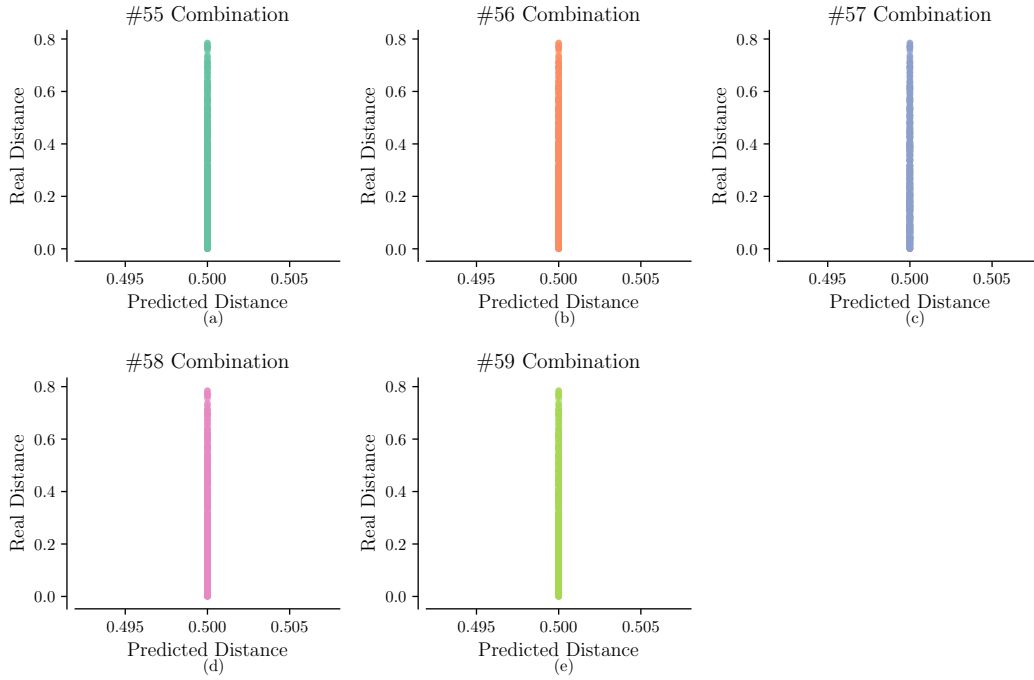 #55 Combination
0.8
0.6
0.4
0.2
0.0
Real Distance
0.495 0.500 0.505
Predicted Distance
(a)
#56 Combination
0.8
0.6
0.4
0.2
0.0
Real Distance
0.495 0.500 0.505
Predicted Distance
(b)
#57 Combination
0.8
0.6
0.4
0.2
0.0
Real Distance
0.495 0.500 0.505
Predicted Distance
(c)
#58 Combination
0.8
0.6
0.4
0.2
0.0
Real Distance
0.495 0.500 0.505
Predicted Distance
(d)
#59 Combination
0.8
0.6
0.4
0.2
0.0
Real Distance
0.495 0.500 0.505
Predicted Distance
(e)